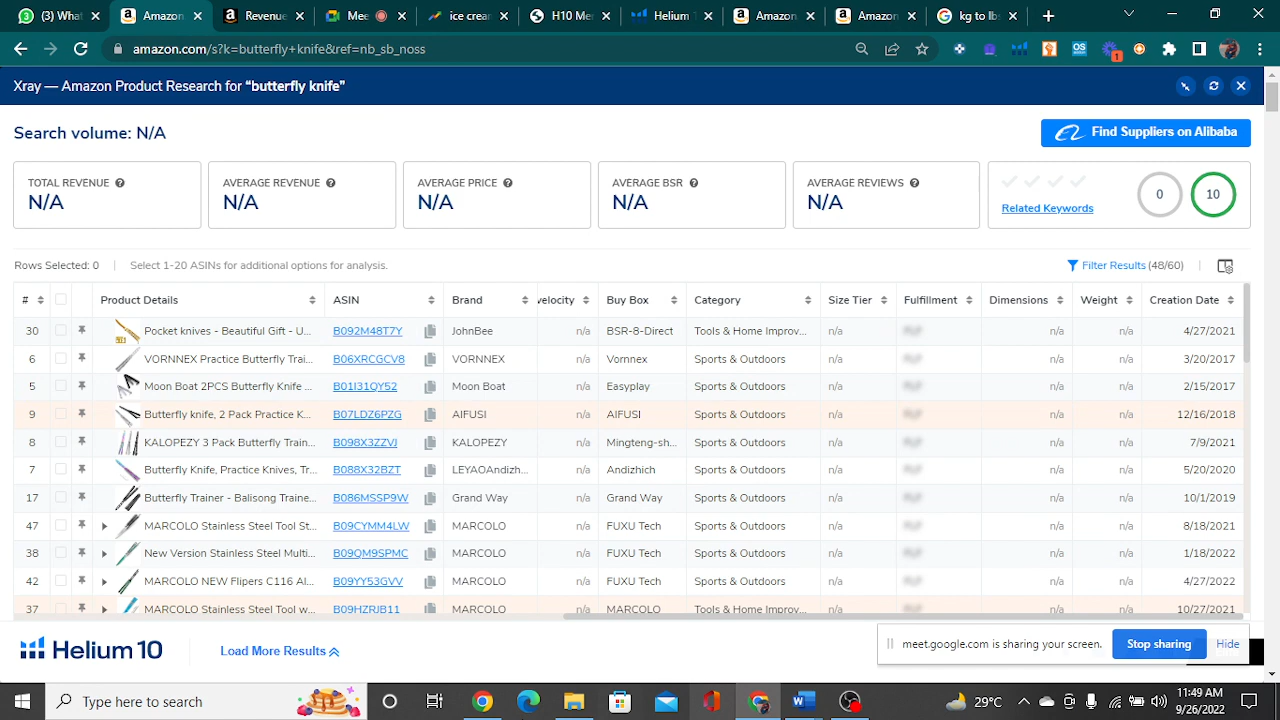 (3) What
Amazon.c
Butterfly
Meet
ice crean
H10 Mer
Helium 1
Amazon.
Amazon.
kg to lbs
amazon.com/s?k=butterfly+knife&ref=nb_sb_noss
Xray — Amazon Product Research for “butterfly knife”
Search volume: N/A
Find Suppliers on Alibaba
TOTAL REVENUE
N/A
AVERAGE REVENUE
N/A
AVERAGE PRICE
N/A
AVERAGE BSR
N/A
AVERAGE REVIEWS
N/A
Related Keywords
0
10
Rows Selected: 0 | Select 1-20 ASINs for additional options for analysis.
Filter Results (48/60)
# Product Details ASIN Brand velocity Buy Box Category Size Tier Fulfillment Dimensions Weight Creation Date
30 Pocket knives - Beautiful Gift - U... B092M48T7Y JohnBee n/a BSR-8-Direct Tools & Home Improv... n/a n/a n/a 4/27/2021
6 VORNNEX Practice Butterfly Trai... B06XRCGCV8 VORNNEX n/a Vornnex Sports & Outdoors n/a n/a n/a 3/20/2017
5 Moon Boat 2PCS Butterfly Knife ... B01I31QY52 Moon Boat n/a Easyplay Sports & Outdoors n/a n/a n/a 2/15/2017
9 Butterfly knife, 2 Pack Practice K... B07LDZ6PZG AIFUSI n/a AIFUSI Sports & Outdoors n/a n/a n/a 12/16/2018
8 KALOPEZY 3 Pack Butterfly Train... B098X3ZZVJ KALOPEZY n/a Mingteng-sh... Sports & Outdoors n/a n/a n/a 7/9/2021
7 Butterfly Knife, Practice Knives, Tr... B088X32BZT LEYAOAndizh... n/a Andizhich Sports & Outdoors n/a n/a n/a 5/20/2020
17 Butterfly Trainer - Balisong Traine... B086MSSP9W Grand Way n/a Grand Way Sports & Outdoors n/a n/a n/a 10/1/2019
47 MARCOLO Stainless Steel Tool St... B09CYMM4LW MARCOLO n/a FUXU Tech Sports & Outdoors n/a n/a n/a 8/18/2021
38 New Version Stainless Steel Multi... B09QM9SPMC MARCOLO n/a FUXU Tech Sports & Outdoors n/a n/a n/a 1/18/2022
42 MARCOLO NEW Flipers C116 Al... B09YY53GVV MARCOLO n/a FUXU Tech Sports & Outdoors n/a n/a n/a 4/27/2022
37 MARCOLO Stainless Steel Tool w... B09HZRJB11 MARCOLO n/a MARCOLO Tools & Home Improv... n/a n/a n/a 10/27/2021
Helium 10
Load More Results
meet.google.com is sharing your screen.
Stop sharing
Hide
Type here to search
29°C
11:49 AM
9/26/2022